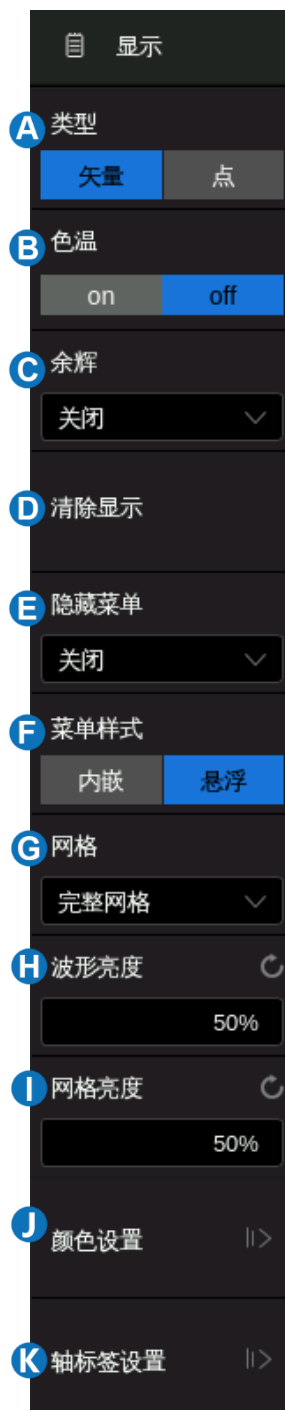 显示
A 类型
矢量 点
B 色温
on off
C 余辉
关闭
D 清除显示
E 隐藏菜单
关闭
F 菜单样式
内嵌 悬浮
G 网格
完整网格
H 波形亮度
50%
I 网格亮度
50%
J 颜色设置
K 轴标签设置